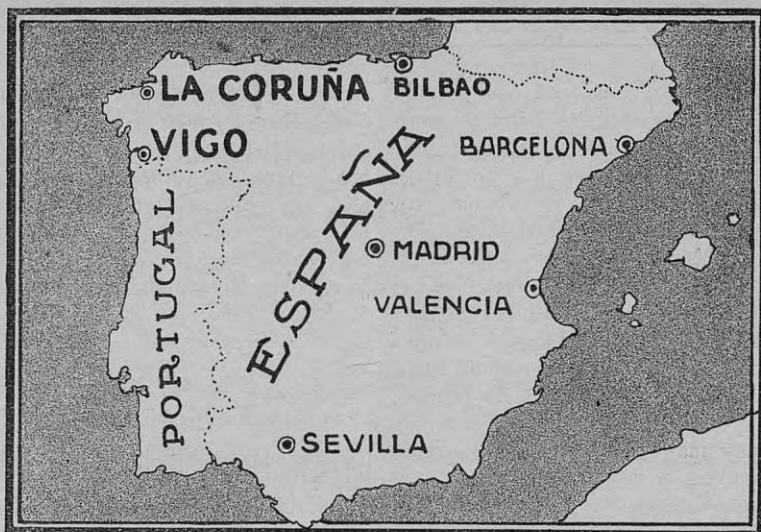 LA CORUÑA
BILBAO
VIGO
BARCELONA
ESPAÑA
PORTUGAL
MADRID
VALENCIA
SEVILLA